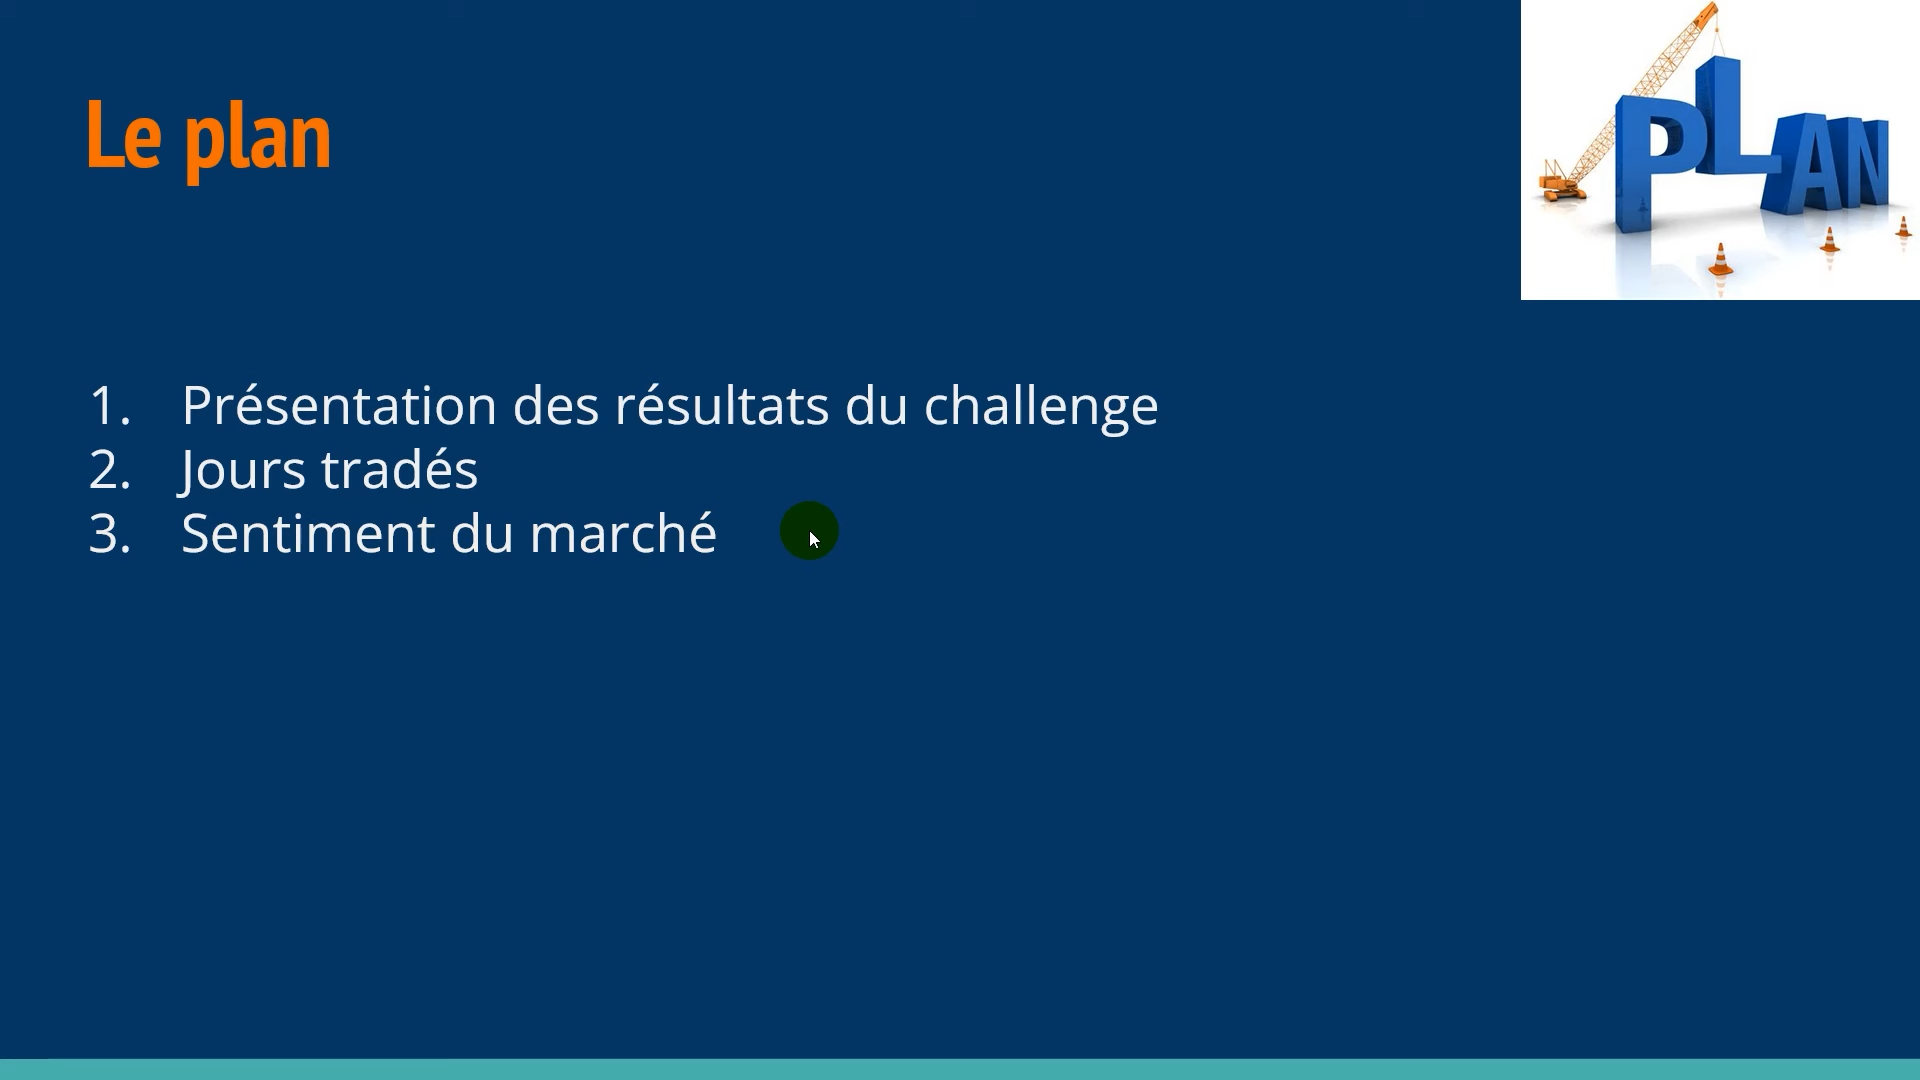 Le plan
PLAN
1. Présentation des résultats du challenge
2. Jours tradés
3. Sentiment du marché